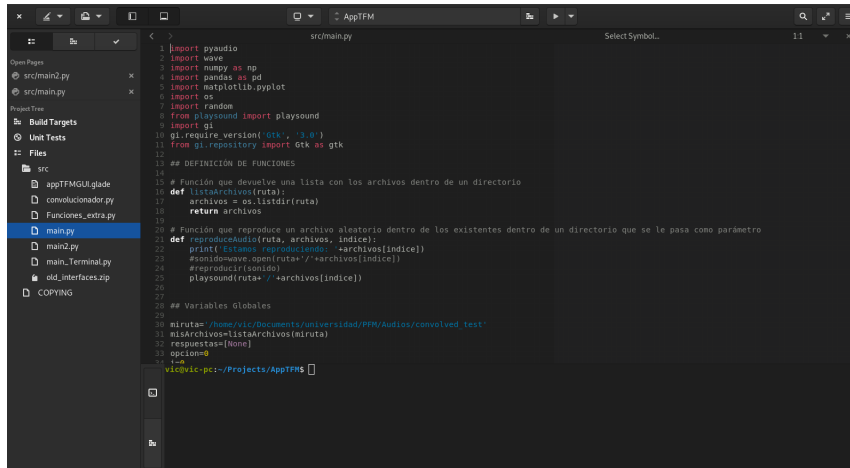 AppTFM
src/main.py
Select Symbol...
1:1
Open Pages
src/main2.py
src/main.py
Project Tree
Build Targets
Unit Tests
Files
src
appTFMGUI.glade
convolucionador.py
Funciones_extra.py
main.py
main2.py
main_Terminal.py
old_interfaces.zip
COPYING
1 import pyaudio
2 import wave
3 import numpy as np
4 import pandas as pd
5 import matplotlib.pyplot
6 import os
7 import random
8 from playsound import playsound
9 import gi
10 gi.require_version('Gtk', '3.0')
11 from gi.repository import Gtk as gtk
12
13 ## DEFINICIÓN DE FUNCIONES
14
15 # Función que devuelve una lista con los archivos dentro de un directorio
16 def listaArchivos(ruta):
17 archivos = os.listdir(ruta)
18 return archivos
19
20 # Función que reproduce un archivo aleatorio dentro de los existentes dentro de un directorio que se le pasa como parámetro
21 def reproduceAudio(ruta, archivos, indice):
22 print('Estamos reproduciendo: '+archivos[indice])
23 #sonido=wave.open(ruta+'/'+archivos[indice])
24 #reproducir(sonido)
25 playsound(ruta+'/'+archivos[indice])
26
27
28 ## Variables Globales
29
30 miruta='/home/vic/Documents/universidad/PFM/Audios/convolved_test'
31 misArchivos=listaArchivos(miruta)
32 respuestas=[None]
33 opcion=0
34 i=0
vic@vic-pc:~/Projects/AppTFM$